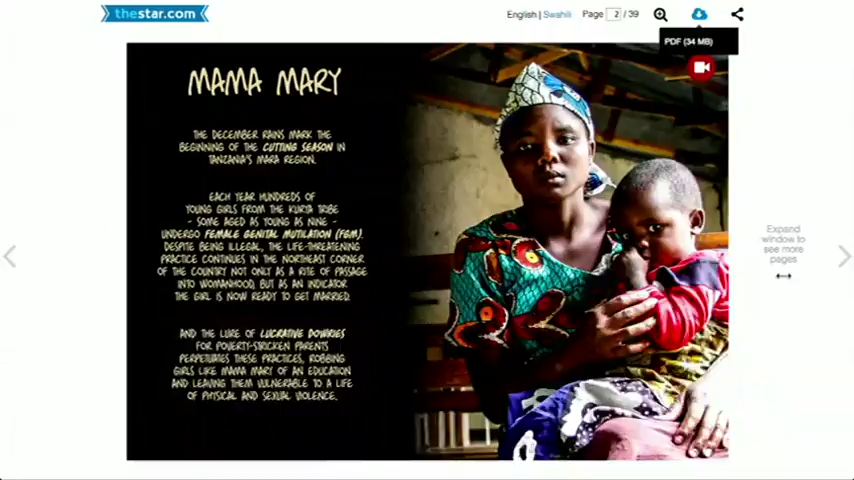 thestar.com
English | Swahili Page 2 / 39
PDF (34 MB)
MAMA MARY
THE DECEMBER RAINS MARK THE
BEGINNING OF THE CUTTING SEASON IN
TANZANIA'S MARA REGION.
EACH YEAR HUNDREDS OF
YOUNG GIRLS FROM THE KURYA TRIBE
- SOME AGED AS YOUNG AS NINE -
UNDERGO FEMALE GENITAL MUTILATION (FGM).
DESPITE BEING ILLEGAL, THE LIFE-THREATENING
PRACTICE CONTINUES IN THE NORTHEAST CORNER
OF THE COUNTRY NOT ONLY AS A RITE OF PASSAGE
INTO WOMANHOOD, BUT AS AN INDICATOR
THE GIRL IS NOW READY TO GET MARRIED.
AND THE LURE OF LUCRATIVE DOWRIES
FOR POVERTY-STRICKEN PARENTS
PERPETUATES THESE PRACTICES, ROBBING
GIRLS LIKE MAMA MARY OF AN EDUCATION
AND LEAVING THEM VULNERABLE TO A LIFE
OF PHYSICAL AND SEXUAL VIOLENCE.
Expand
window to
see more
pages